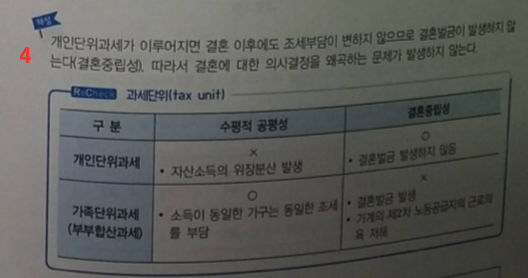 해설
4
개인단위과세가 이루어지면 결혼 이후에도 조세부담이 변하지 않으므로 결혼벌금이 발생하지 않
는다(결혼중립성). 따라서 결혼에 대한 의사결정을 왜곡하는 문제가 발생하지 않는다.
ReCheck 과세단위(tax unit)
구 분 수평적 공평성 결혼중립성
개인단위과세
×
• 자산소득의 위장분산 발생
○
• 결혼벌금 발생하지 않음
가족단위과세
(부부합산과세)
○
• 소득이 동일한 가구는 동일한 조세
를 부담
×
• 결혼벌금 발생
• 가계의 제2차 노동공급자의 근로의
욕 저해